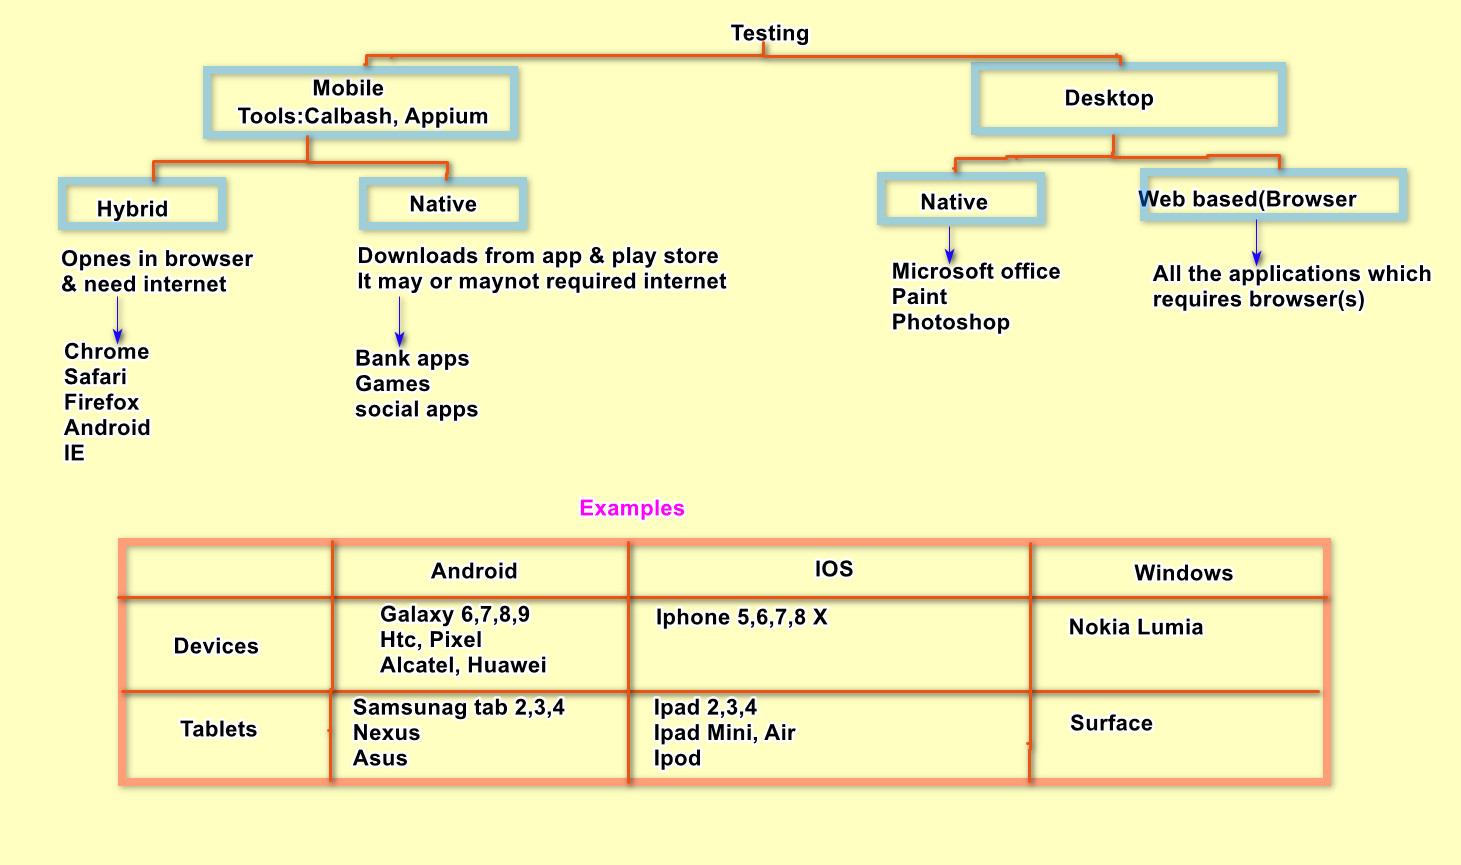 Testing
Mobile
Tools:Calbash, Appium
Desktop
Hybrid
Native
Native
Web based(Browser
Opnes in browser
& need internet
Downloads from app & play store
It may or maynot required internet
Microsoft office
Paint
Photoshop
All the applications which
requires browser(s)
Chrome
Safari
Firefox
Android
IE
Bank apps
Games
social apps
Examples
Android
IOS
Windows
Devices
Galaxy 6,7,8,9
Htc, Pixel
Alcatel, Huawei
Iphone 5,6,7,8 X
Nokia Lumia
Tablets
Samsunag tab 2,3,4
Nexus
Asus
Ipad 2,3,4
Ipad Mini, Air
Ipod
Surface